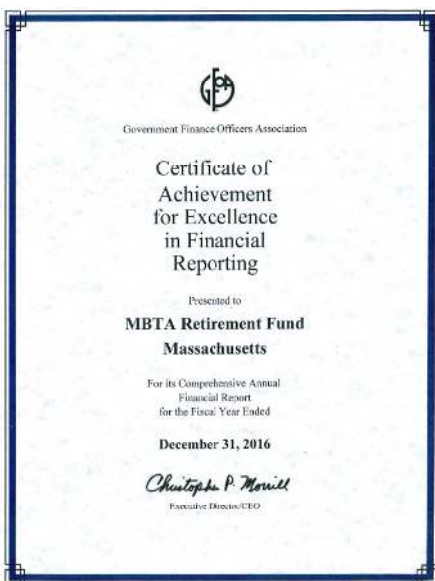 Government Finance Officers Association
Certificate of
Achievement
for Excellence
in Financial
Reporting
Presented to
MBTA Retirement Fund
Massachusetts
For its Comprehensive Annual
Financial Report
for the Fiscal Year Ended
December 31, 2016
Christopher P. Morrill
Executive Director/CEO